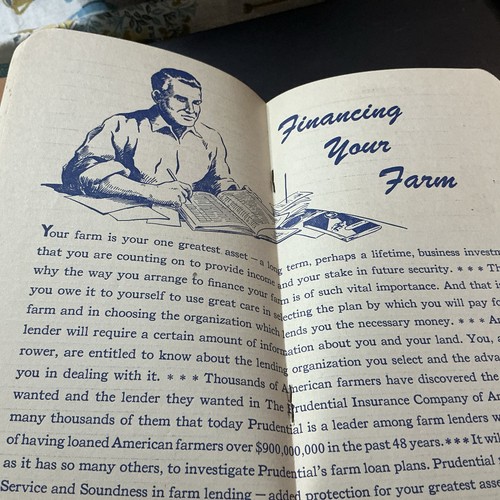 Financing
Your
Farm
Your farm is your one greatest asset — a long term, perhaps a lifetime, business
that you are counting on to provide income and your stake in future security. * * *
why the way you arrange to finance your farm is of such vital importance. And that is
you owe it to yourself to use great care in selecting the plan by which you will pay
farm and in choosing the organization which lends you the necessary money. * * *
lender will require a certain amount of information about you and your land. You,
rower, are entitled to know about the lending organization you select and the
you in dealing with it. * * * Thousands of American farmers have discovered the
wanted and the lender they wanted in The Prudential Insurance Company of
many thousands of them that today Prudential is a leader among farm lenders
of having loaned American farmers over $900,000,000 in the past 48 years. * * * It
as it has so many others, to investigate Prudential's farm loan plans. Prudential
Service and Soundness in farm lending — added protection for your greatest